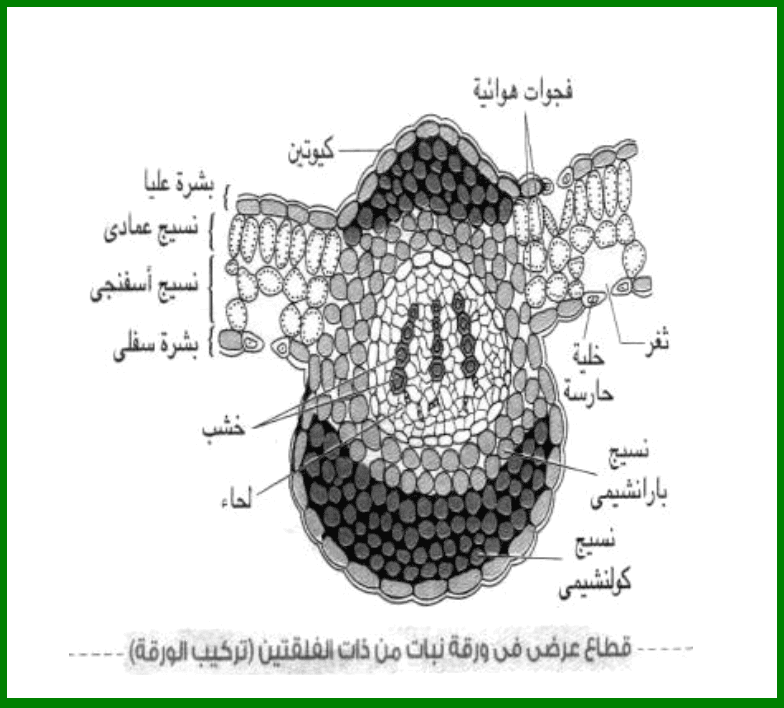 فجوات هوائية
كيوتين
بشرة عليا
نسيج عمادى
نسيج أسفنجى
بشرة سفلى
ثغر
خلية
حارسة
خشب
لحاء
نسيج
بارانشيمى
نسيج
كولنشيمى
قطاع عرضى فى ورقة نبات من ذات الفلقتين (تركيب الورقة)